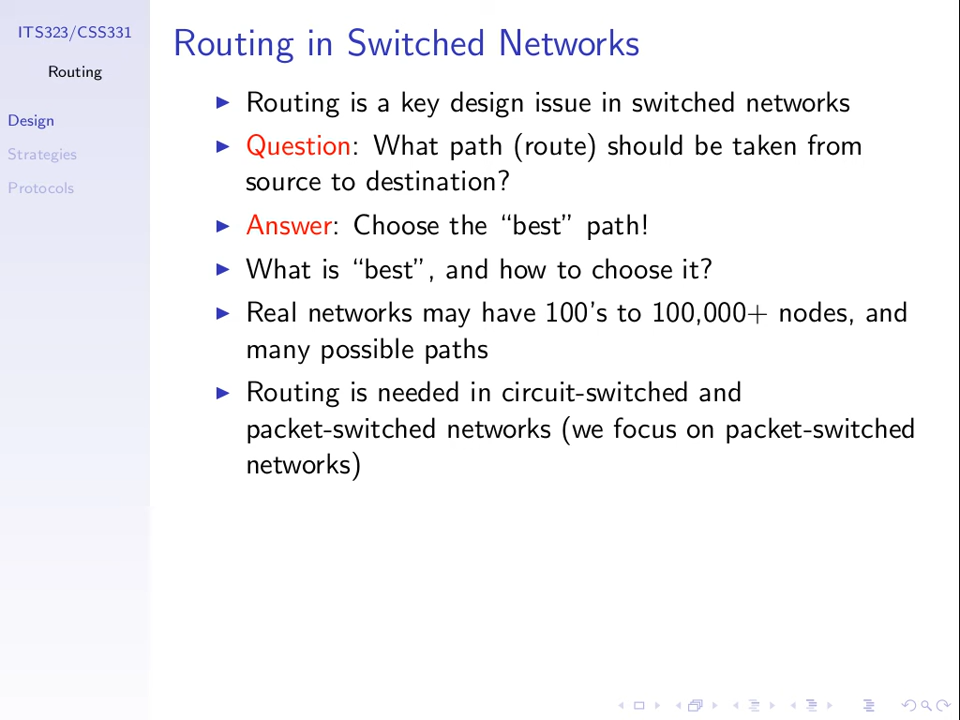 ITS323/CSS331
Routing
Design
Strategies
Protocols
Routing in Switched Networks
Routing is a key design issue in switched networks
Question: What path (route) should be taken from
source to destination?
Answer: Choose the “best” path!
What is “best”, and how to choose it?
Real networks may have 100's to 100,000+ nodes, and
many possible paths
Routing is needed in circuit-switched and
packet-switched networks (we focus on packet-switched
networks)